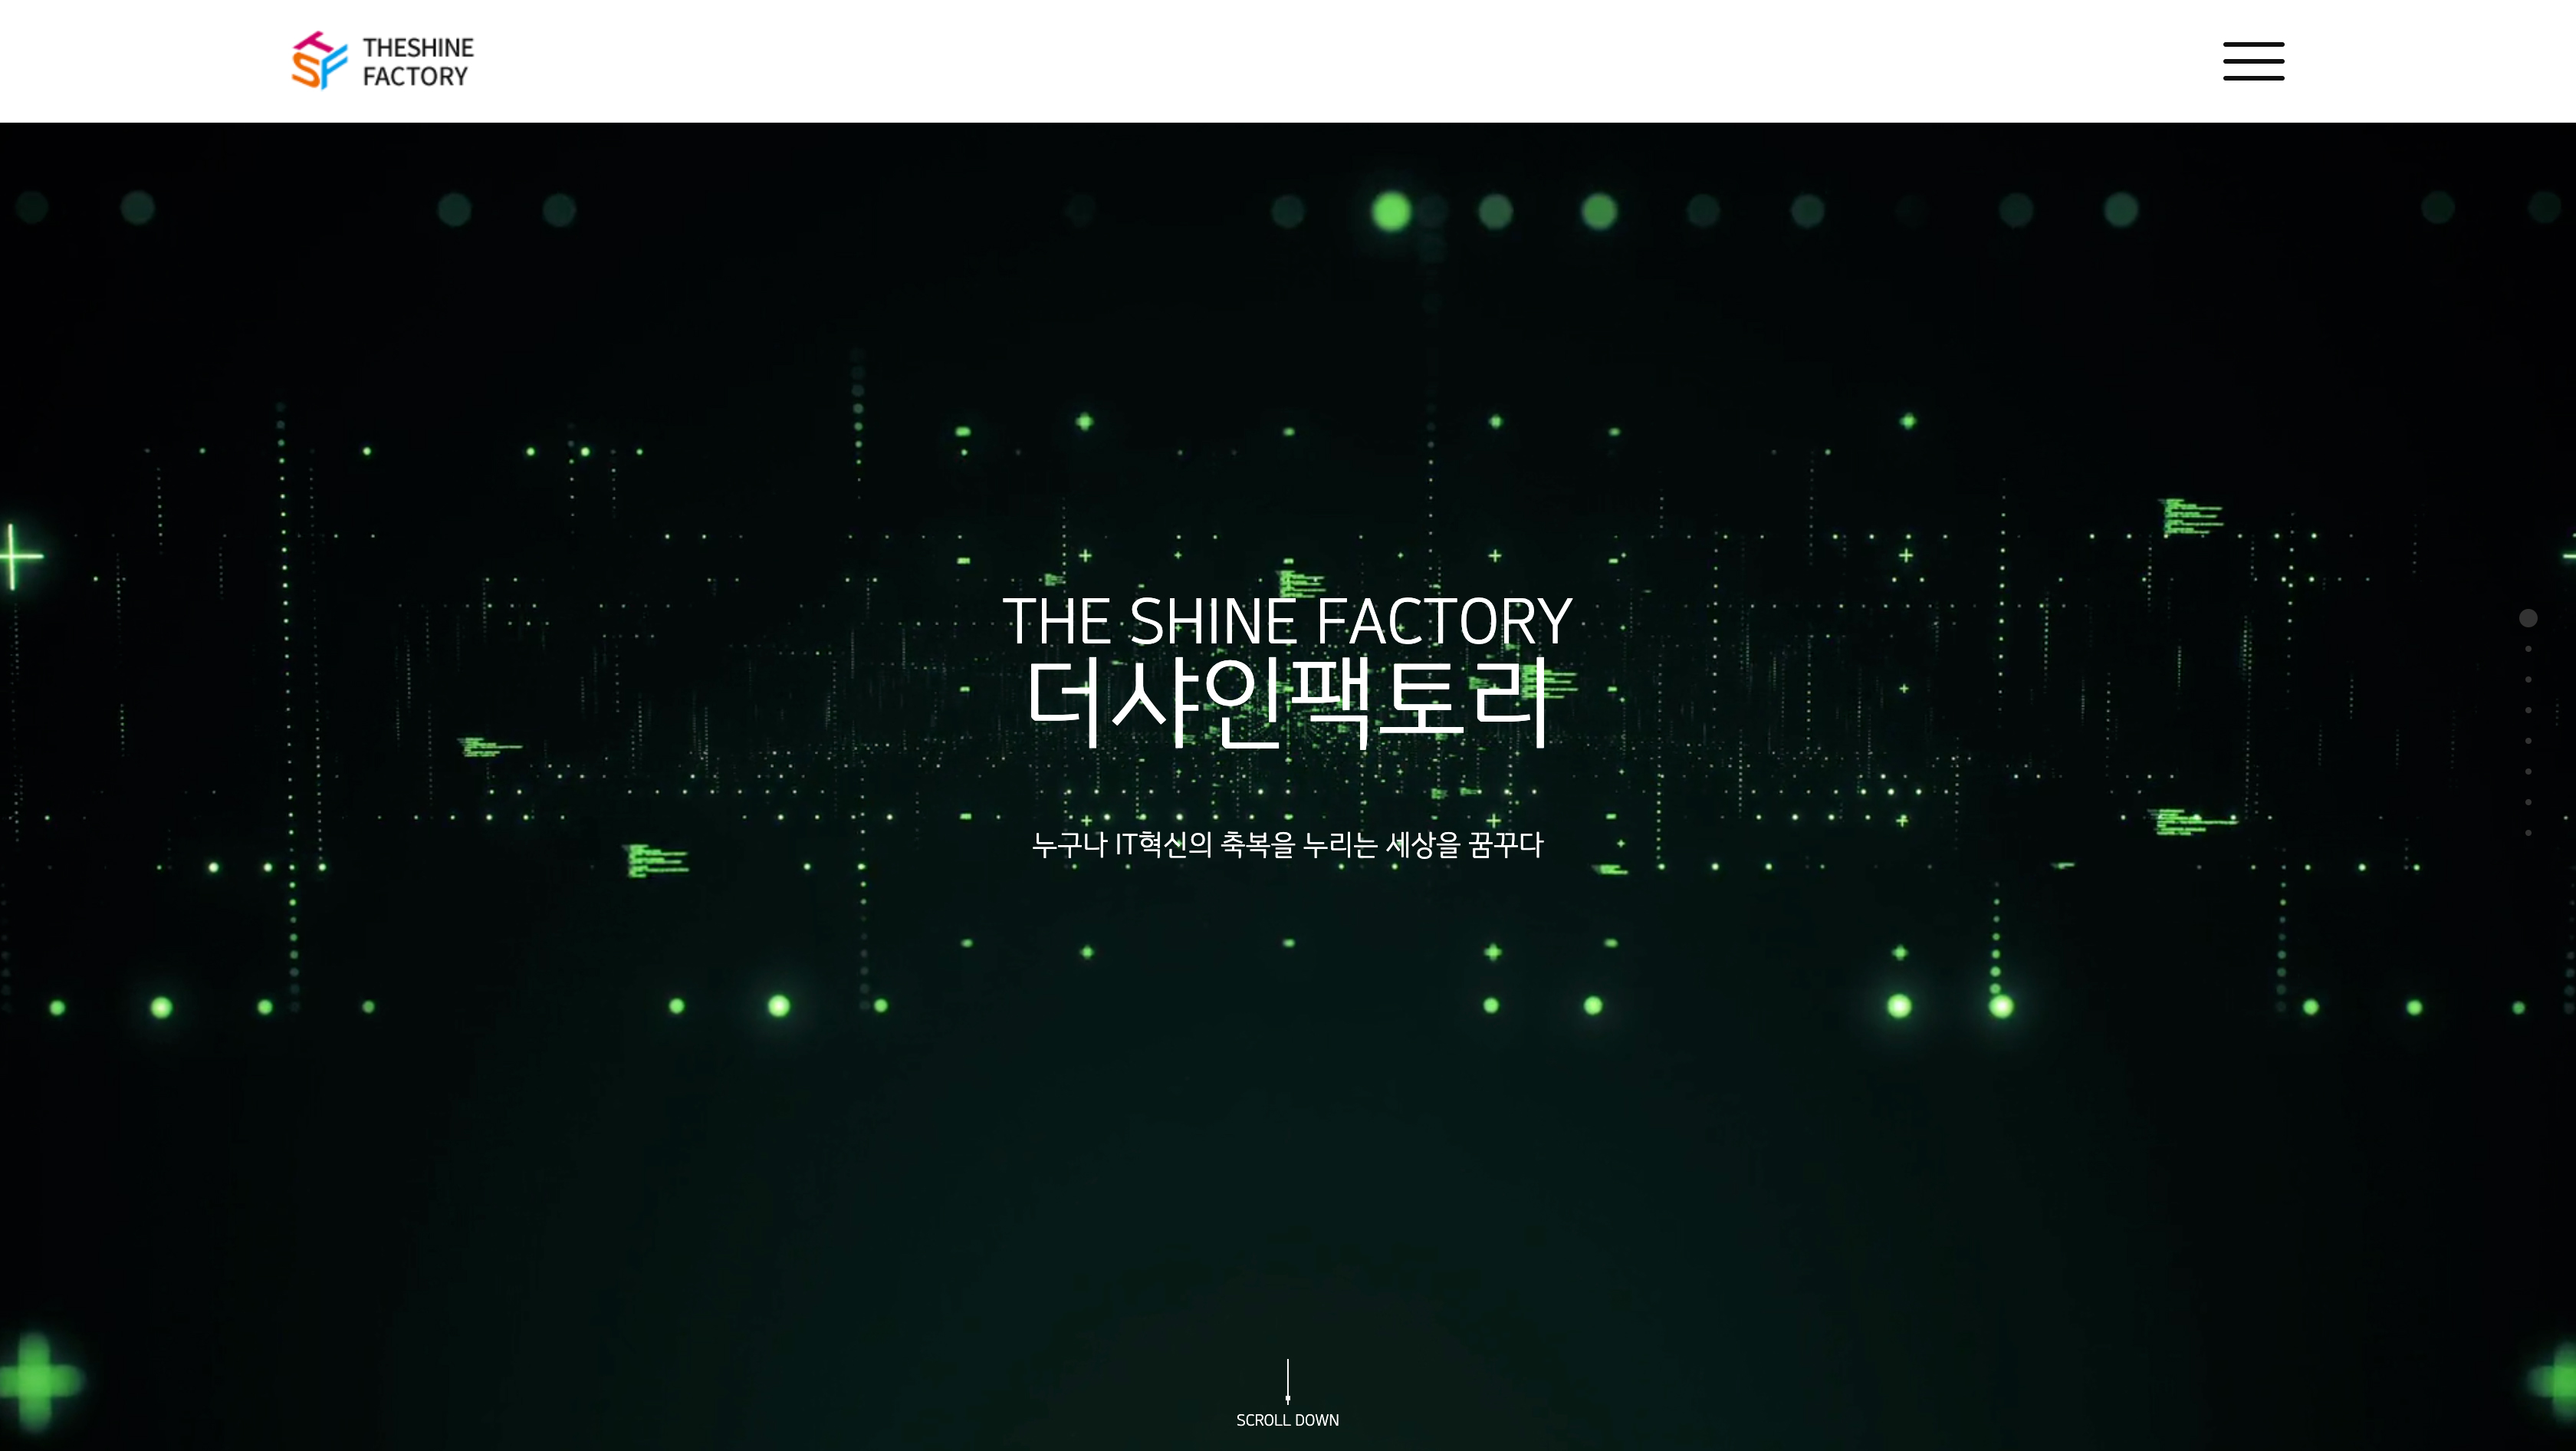 THESHINE
FACTORY
THE SHINE FACTORY
더샤인팩토리
누구나 IT혁신의 축복을 누리는 세상을 꿈꾸다
SCROLL DOWN